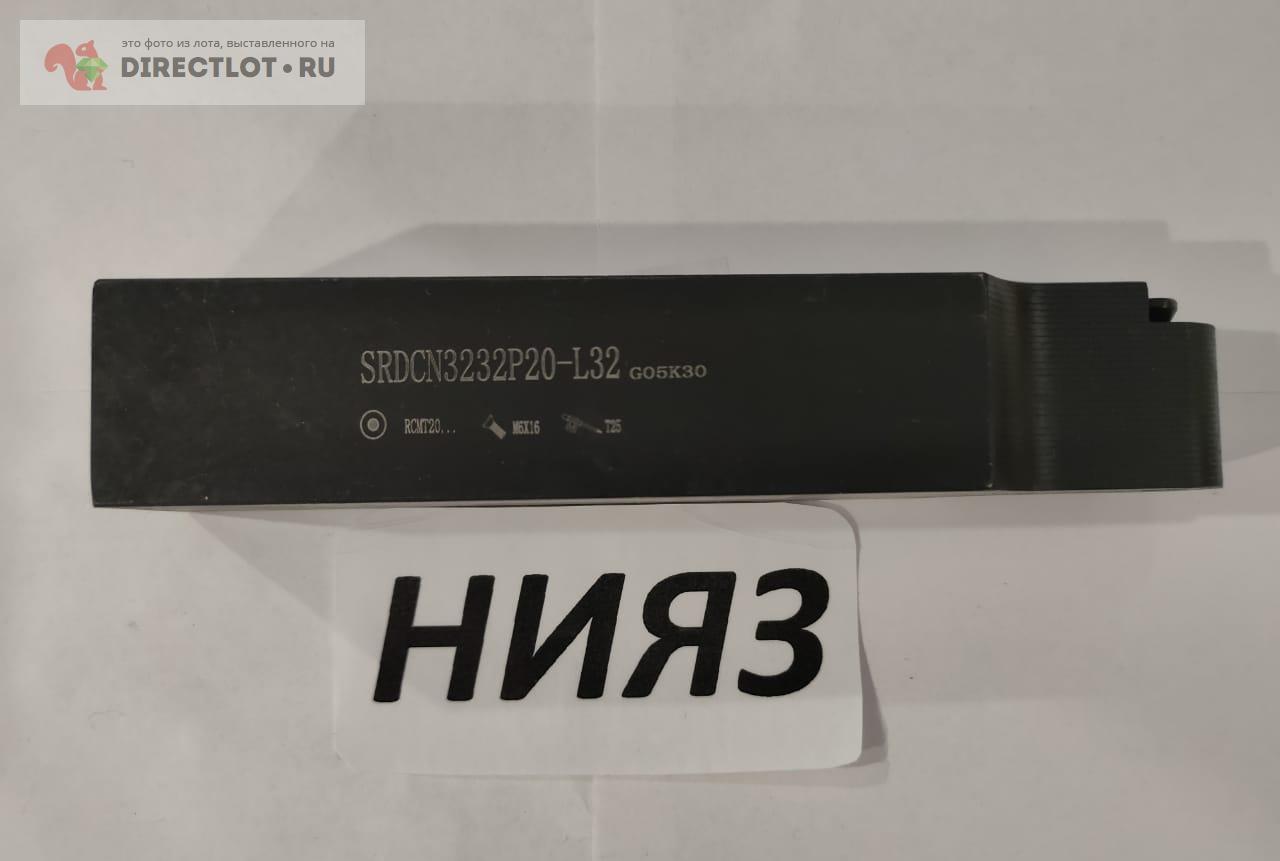 это фото из лота, выставленного на
DIRECTLOT•RU
SRDCN3232P20-L32 G05K30
RCMT20... M6X16 T25
НИЯЗ